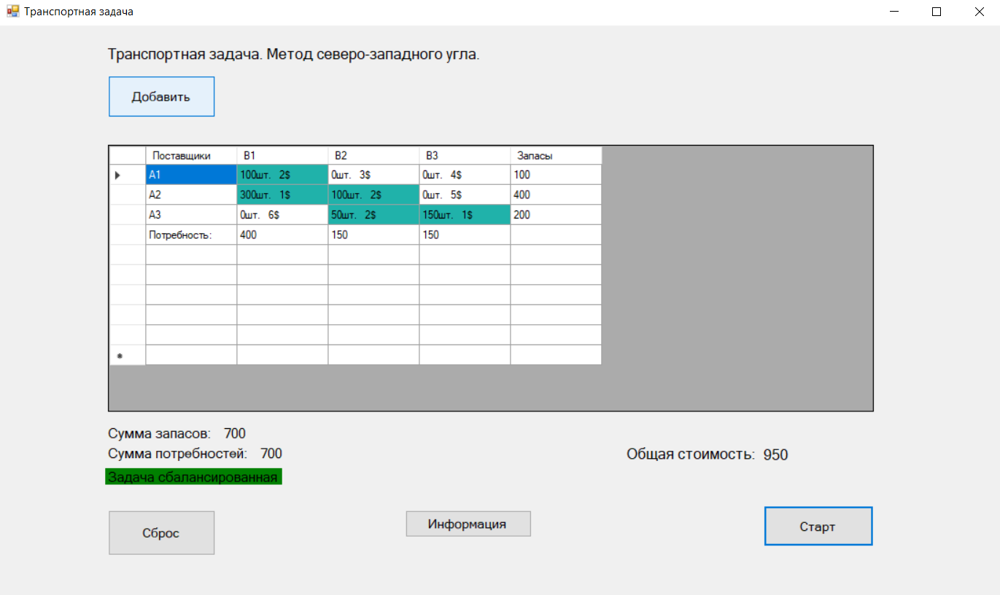 Транспортная задача
Транспортная задача. Метод северо-западного угла.
Добавить
Поставщики B1 B2 B3 Запасы
A1 100шт. 2$ 0шт. 3$ 0шт. 4$ 100
A2 300шт. 1$ 100шт. 2$ 0шт. 5$ 400
A3 0шт. 6$ 50шт. 2$ 150шт. 1$ 200
Потребность: 400 150 150
Сумма запасов: 700
Сумма потребностей: 700
Общая стоимость: 950
Задача сбалансированная
Сброс
Информация
Старт